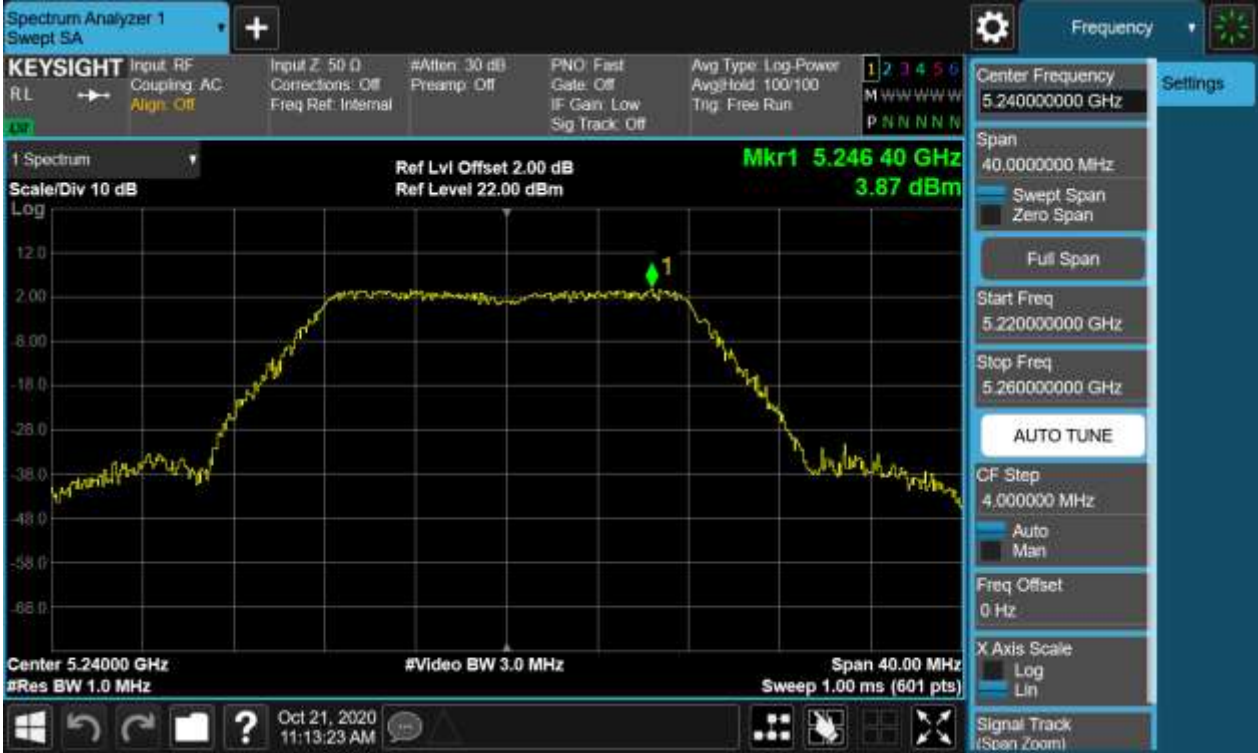 Spectrum Analyzer 1
Swept SA
+
Frequency
KEYSIGHT
RL
Input: RF
Coupling: AC
Align: Off
Input Z: 50 Ω
Corrections: Off
Freq Ref: Internal
#Atten: 30 dB
Preamp: Off
PNO: Fast
Gate: Off
IF Gain: Low
Sig Track: Off
Avg Type: Log-Power
Avg|Hold: 100/100
Trig: Free Run
1 2 3 4 5 6
M W W W W W
P N N N N N
Center Frequency
5.240000000 GHz
Settings
Span
40.0000000 MHz
Swept Span
Zero Span
Full Span
Start Freq
5.220000000 GHz
Stop Freq
5.260000000 GHz
AUTO TUNE
CF Step
4.000000 MHz
Auto
Man
Freq Offset
0 Hz
X Axis Scale
Log
Lin
Signal Track
(Span Zoom)
1 Spectrum
Scale/Div 10 dB
Log
Ref Lvl Offset 2.00 dB
Ref Level 22.00 dBm
Mkr1 5.246 40 GHz
3.87 dBm
1
12.0
2.00
-8.00
-18.0
-28.0
-38.0
-48.0
-58.0
-68.0
Center 5.24000 GHz
#Res BW 1.0 MHz
#Video BW 3.0 MHz
Span 40.00 MHz
Sweep 1.00 ms (601 pts)
?
Oct 21, 2020
11:13:23 AM